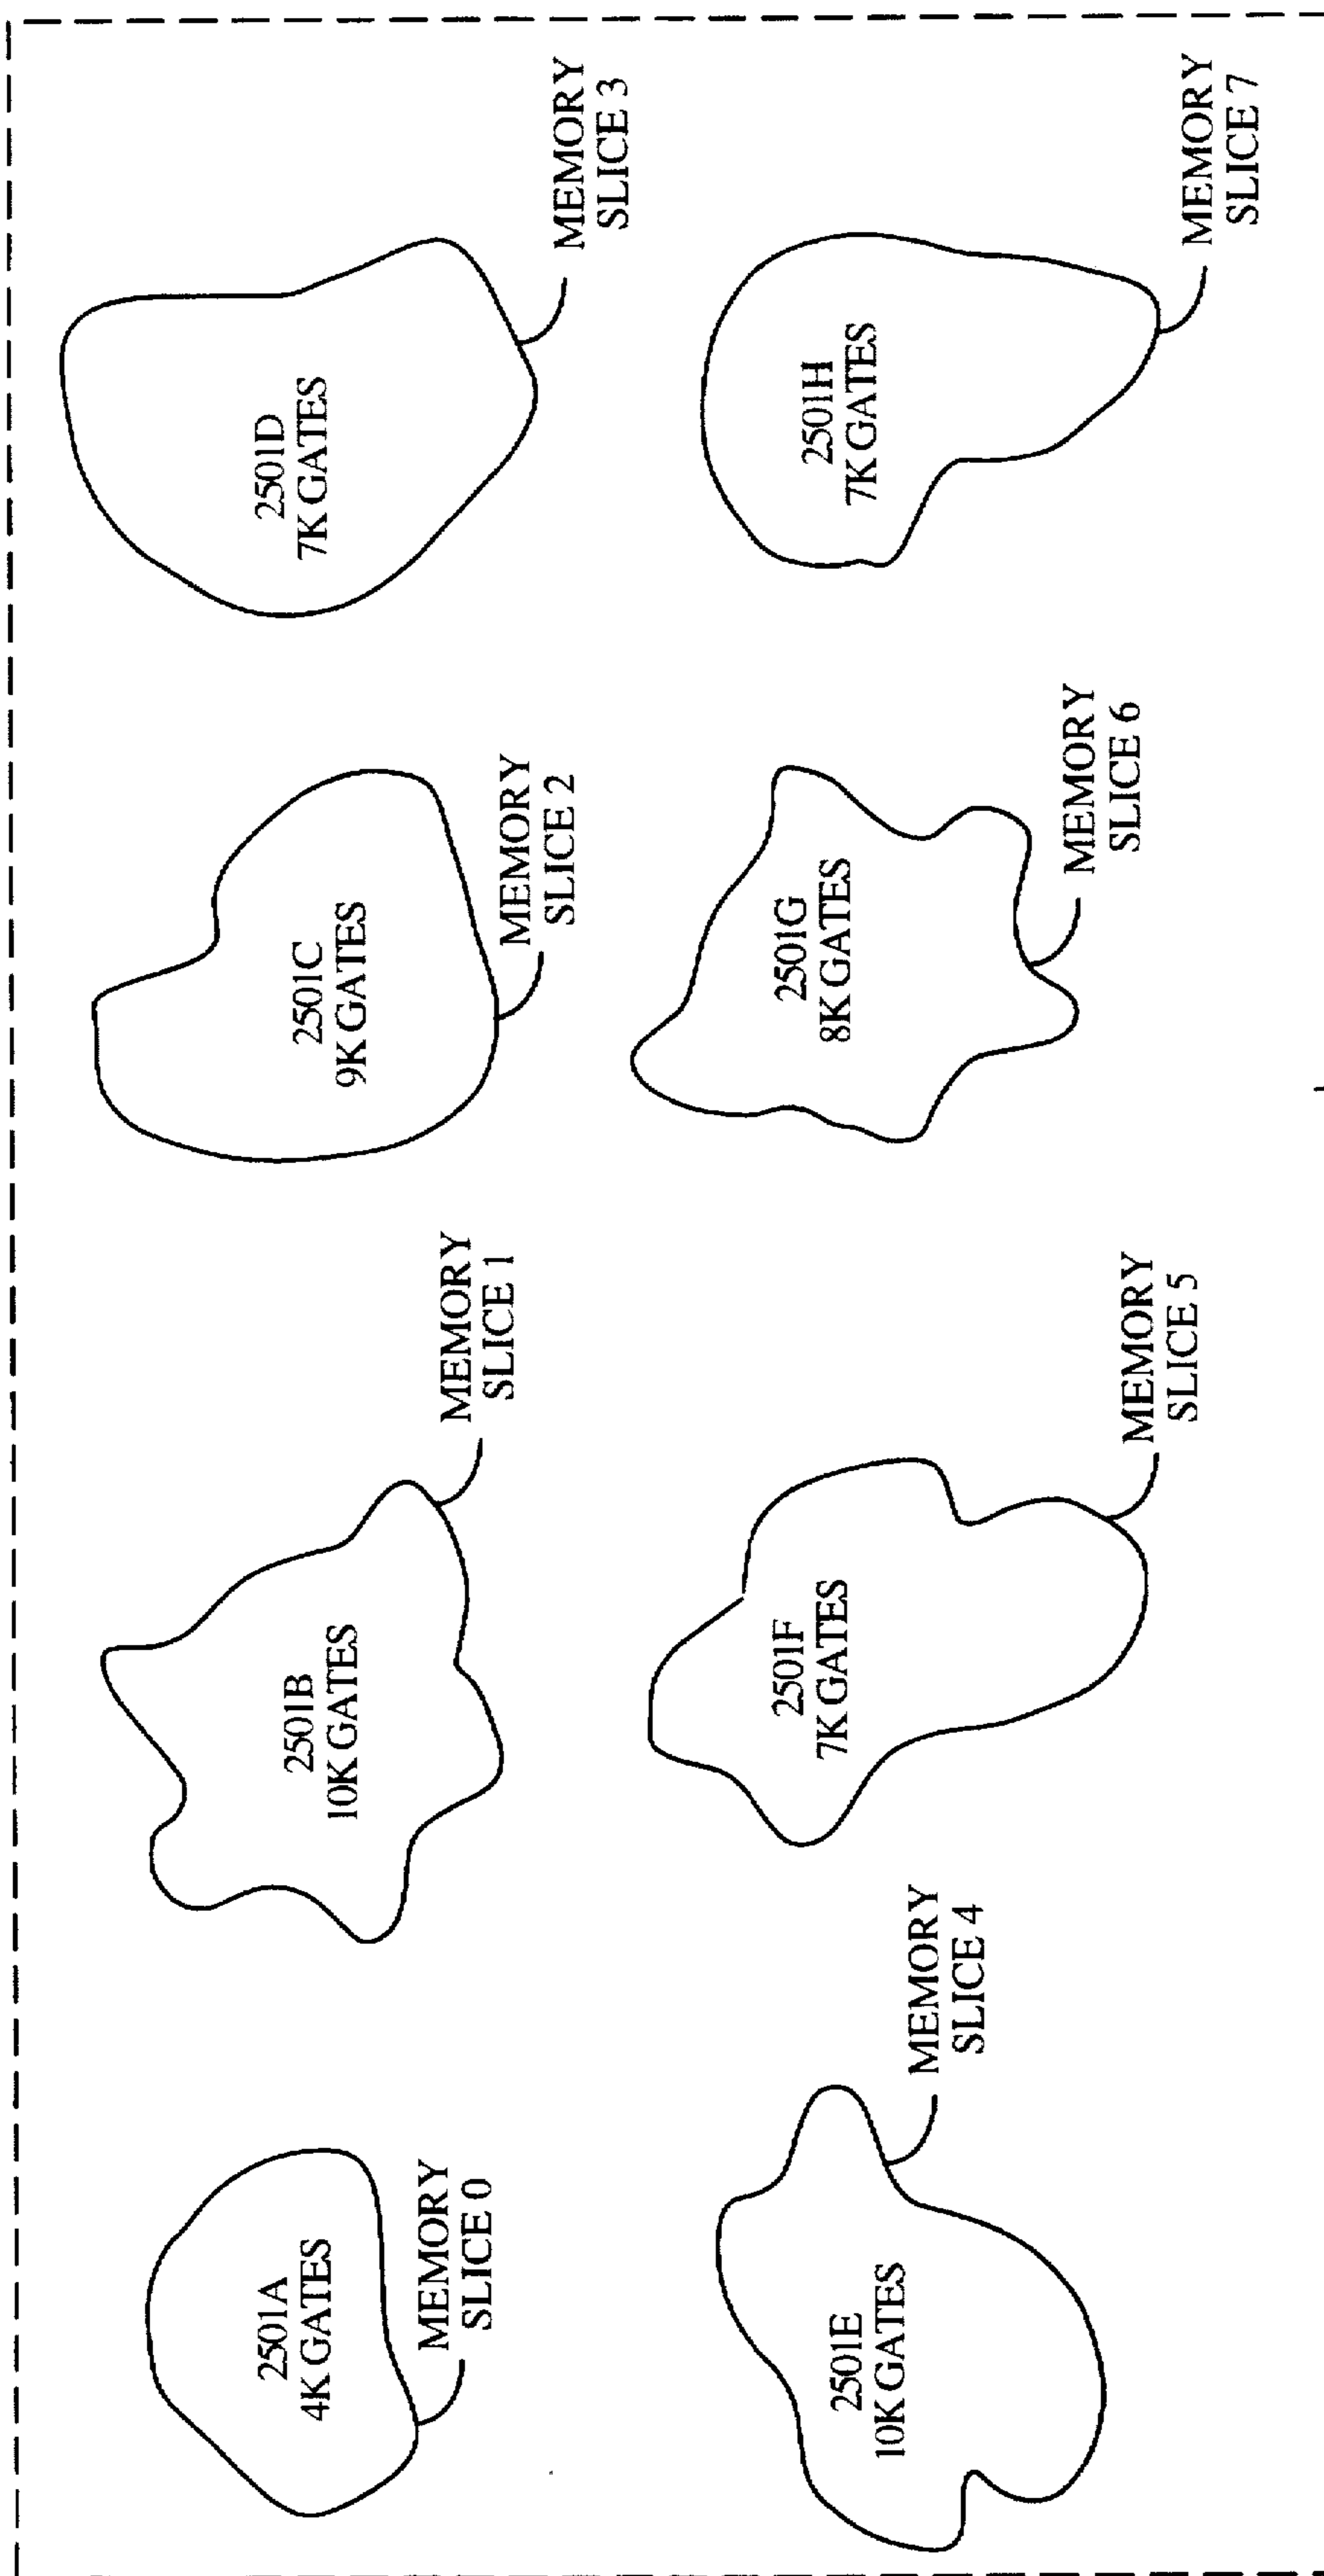 2501A
4K GATES
MEMORY
SLICE 0
2501B
10K GATES
MEMORY
SLICE 1
2501C
9K GATES
MEMORY
SLICE 2
2501D
7K GATES
MEMORY
SLICE 3
2501E
10K GATES
MEMORY
SLICE 4
2501F
7K GATES
MEMORY
SLICE 5
2501G
8K GATES
MEMORY
SLICE 6
2501H
7K GATES
MEMORY
SLICE 7